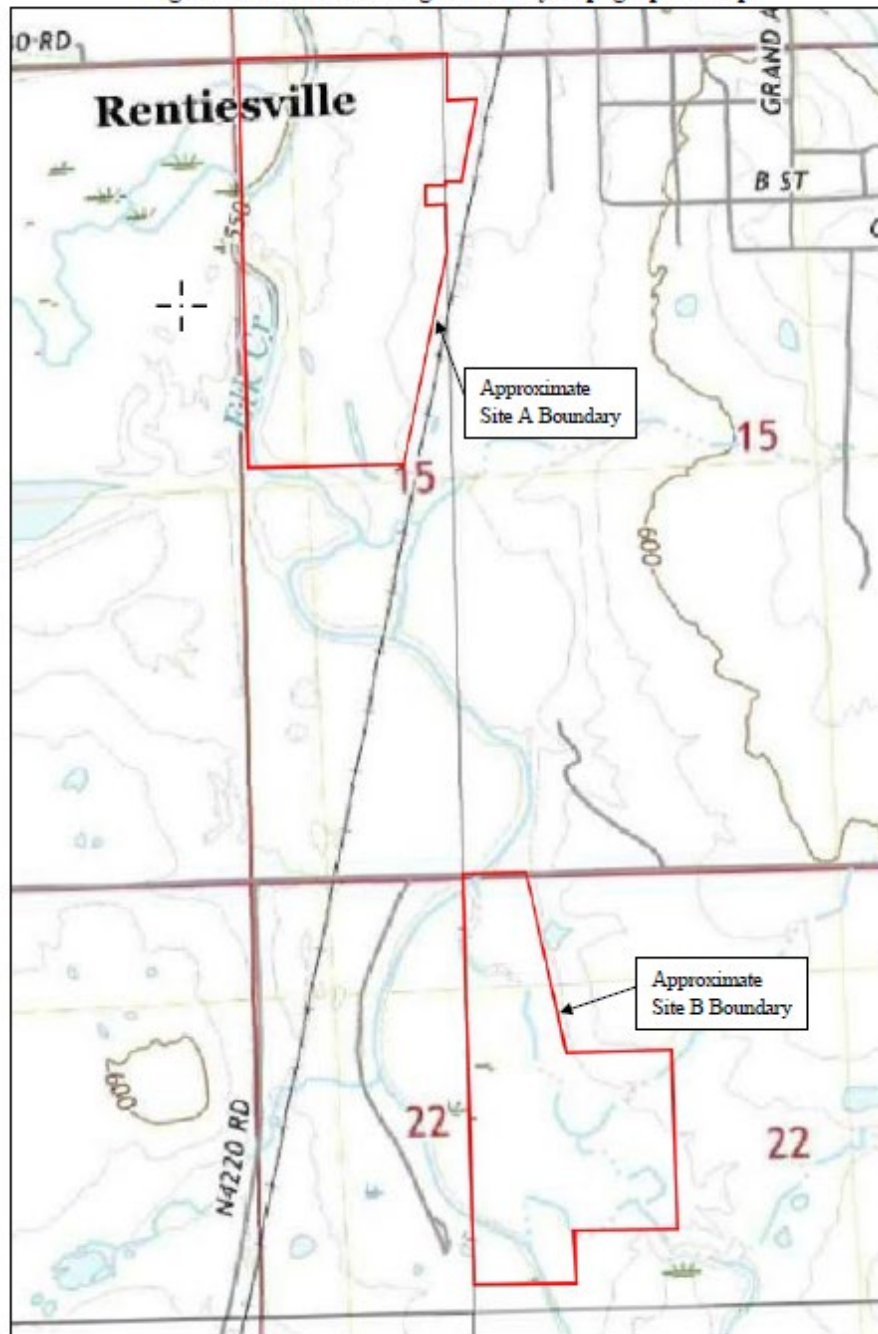 0 RD
Rentiesville
GRAND A
B ST
550
Elk Cr
Approximate
Site A Boundary
15
15
600
Approximate
Site B Boundary
600
22
22
N4220 RD